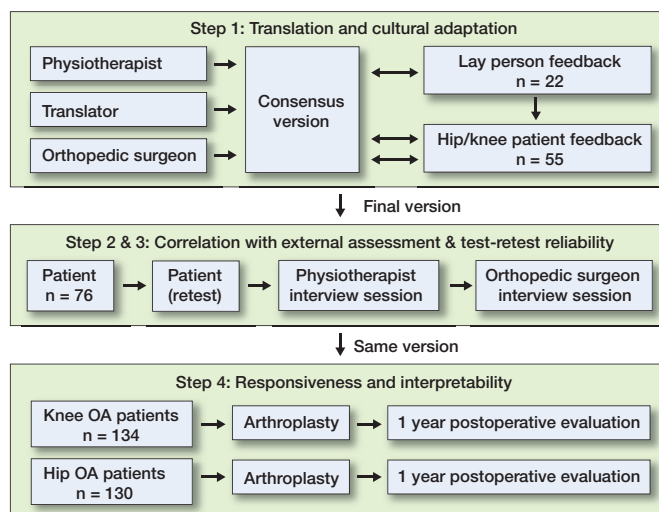 Step 1: Translation and cultural adaptation
Physiotherapist
Translator
Orthopedic surgeon
Consensus
version
Lay person feedback
n = 22
Hip/knee patient feedback
n = 55
Final version
Step 2 & 3: Correlation with external assessment & test-retest reliability
Patient
n = 76
Patient
(retest)
Physiotherapist
interview session
Orthopedic surgeon
interview session
Same version
Step 4: Responsiveness and interpretability
Knee OA patients
n = 134
Arthroplasty
1 year postoperative evaluation
Hip OA patients
n = 130
Arthroplasty
1 year postoperative evaluation